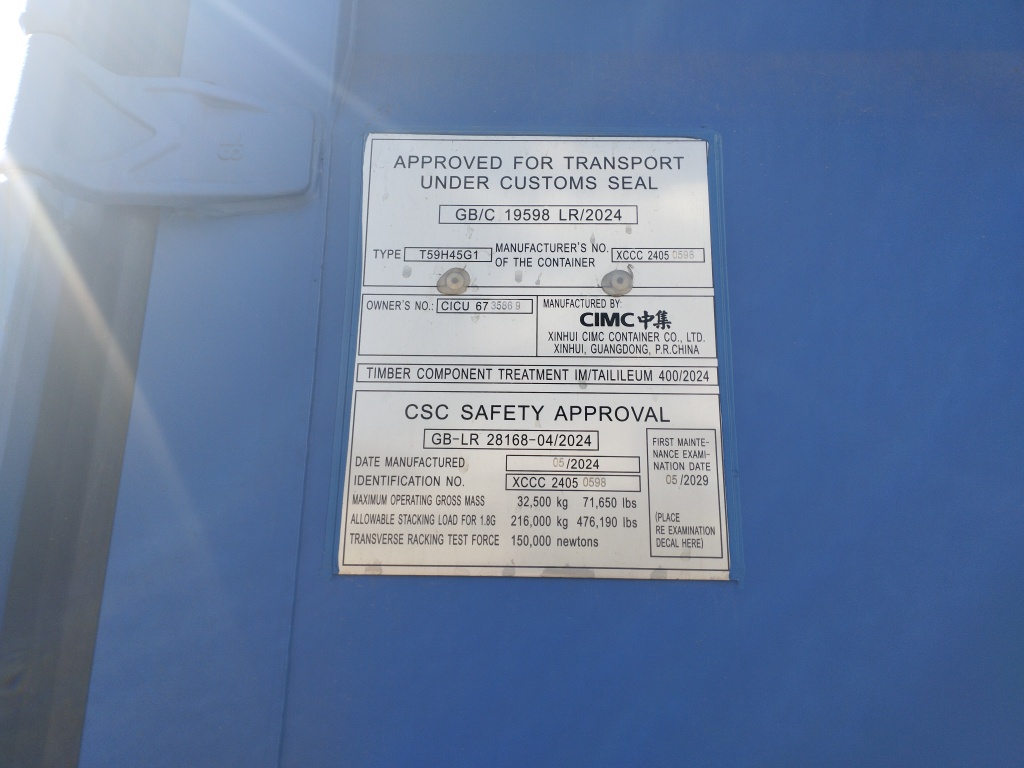 APPROVED FOR TRANSPORT
UNDER CUSTOMS SEAL
GB/C 19598 LR/2024
TYPE T59H45G1
MANUFACTURER'S NO.
OF THE CONTAINER
XCCC 2405 0598
OWNER'S NO.: CICU 67 3586 9
MANUFACTURED BY:
CIMC 中集
XINHUI CIMC CONTAINER CO., LTD.
XINHUI, GUANGDONG, P.R.CHINA
TIMBER COMPONENT TREATMENT IM/TAILILEUM 400/2024
CSC SAFETY APPROVAL
GB-LR 28168-04/2024
DATE MANUFACTURED 05/2024
IDENTIFICATION NO. XCCC 2405 0598
MAXIMUM OPERATING GROSS MASS 32,500 kg 71,650 lbs
ALLOWABLE STACKING LOAD FOR 1.8G 216,000 kg 476,190 lbs
TRANSVERSE RACKING TEST FORCE 150,000 newtons
FIRST MAINTE-
NANCE EXAMI-
NATION DATE
05 /2029
(PLACE
RE EXAMINATION
DECAL HERE)